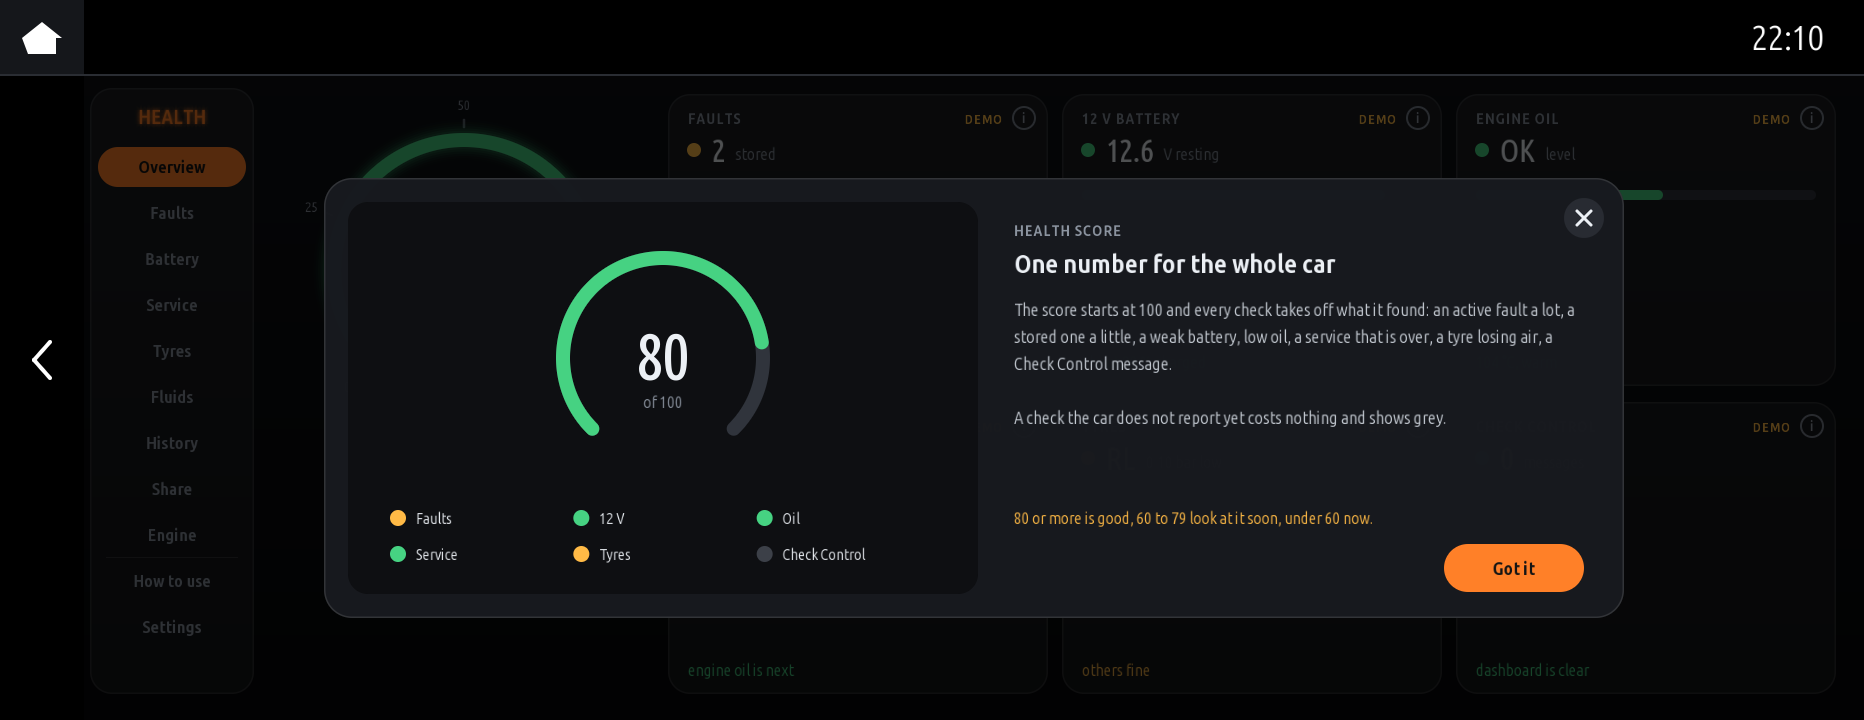 22:10
HEALTH
Overview
Faults
Battery
Service
Tyres
Fluids
History
Share
Engine
How to use
Settings
50
25
FAULTS
DEMO
i
2 stored
12 V BATTERY
DEMO
i
12.6 V resting
ENGINE OIL
DEMO
i
OK level
80
of 100
Faults
12 V
Oil
Service
Tyres
Check Control
HEALTH SCORE
One number for the whole car
The score starts at 100 and every check takes off what it found: an active fault a lot, a
stored one a little, a weak battery, low oil, a service that is over, a tyre losing air, a
Check Control message.
A check the car does not report yet costs nothing and shows grey.
80 or more is good, 60 to 79 look at it soon, under 60 now.
Got it
DEMO
i
engine oil is next
others fine
dashboard is clear